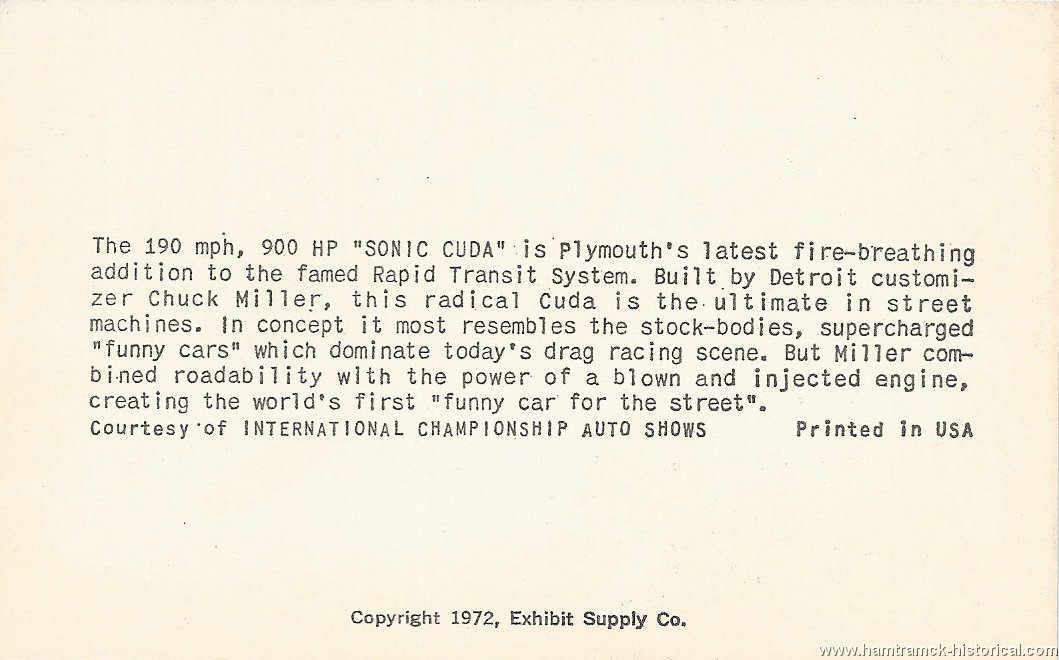 The 190 mph, 900 HP "SONIC CUDA" is Plymouth's latest fire-breathing
addition to the famed Rapid Transit System. Built by Detroit customi-
zer Chuck Miller, this radical Cuda is the ultimate in street
machines. In concept it most resembles the stock-bodies, supercharged
"funny cars" which dominate today's drag racing scene. But Miller com-
bined roadability with the power of a blown and injected engine,
creating the world's first "funny car for the street".
Courtesy of INTERNATIONAL CHAMPIONSHIP AUTO SHOWS Printed in USA
Copyright 1972, Exhibit Supply Co.
www.hamtramck-historical.com